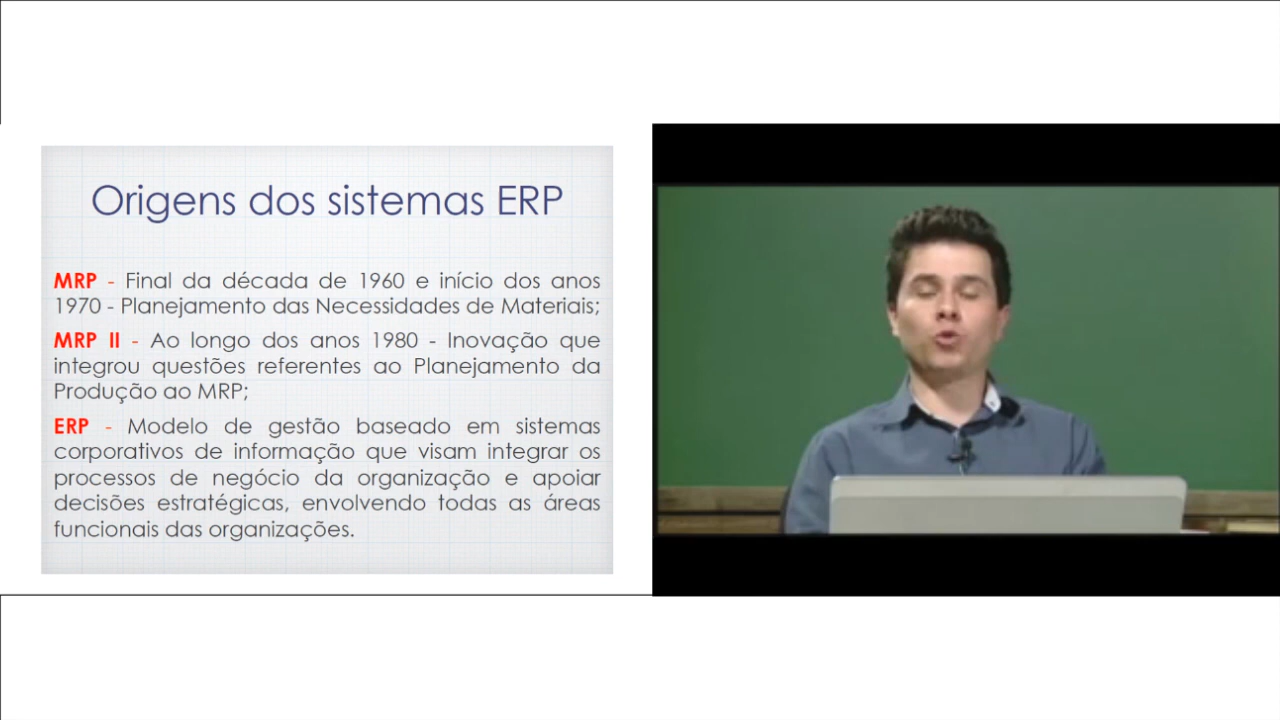 Origens dos sistemas ERP
MRP - Final da década de 1960 e início dos anos
1970 - Planejamento das Necessidades de Materiais;
MRP II - Ao longo dos anos 1980 - Inovação que
integrou questões referentes ao Planejamento da
Produção ao MRP;
ERP - Modelo de gestão baseado em sistemas
corporativos de informação que visam integrar os
processos de negócio da organização e apoiar
decisões estratégicas, envolvendo todas as áreas
funcionais das organizações.